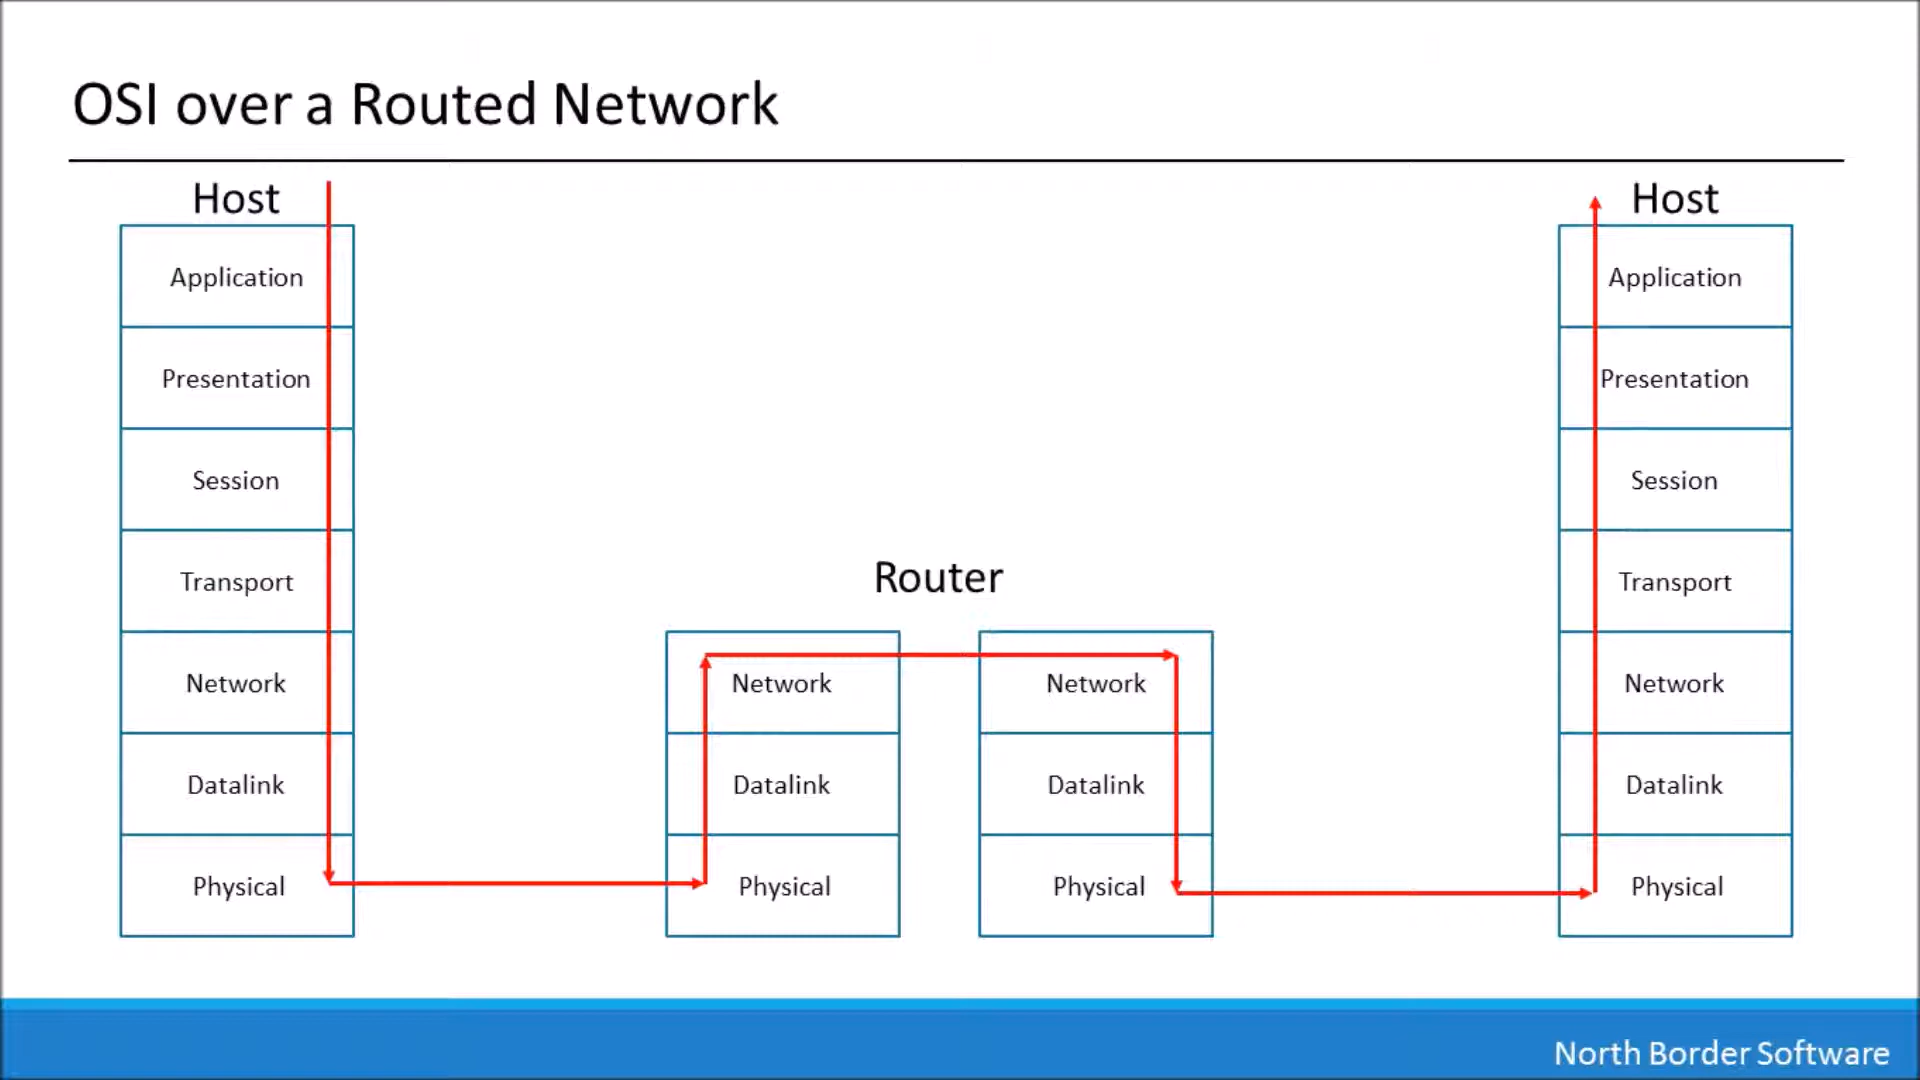 OSI over a Routed Network
Host
Application
Presentation
Session
Transport
Network
Datalink
Physical
Router
Network
Datalink
Physical
Network
Datalink
Physical
Host
Application
Presentation
Session
Transport
Network
Datalink
Physical
North Border Software